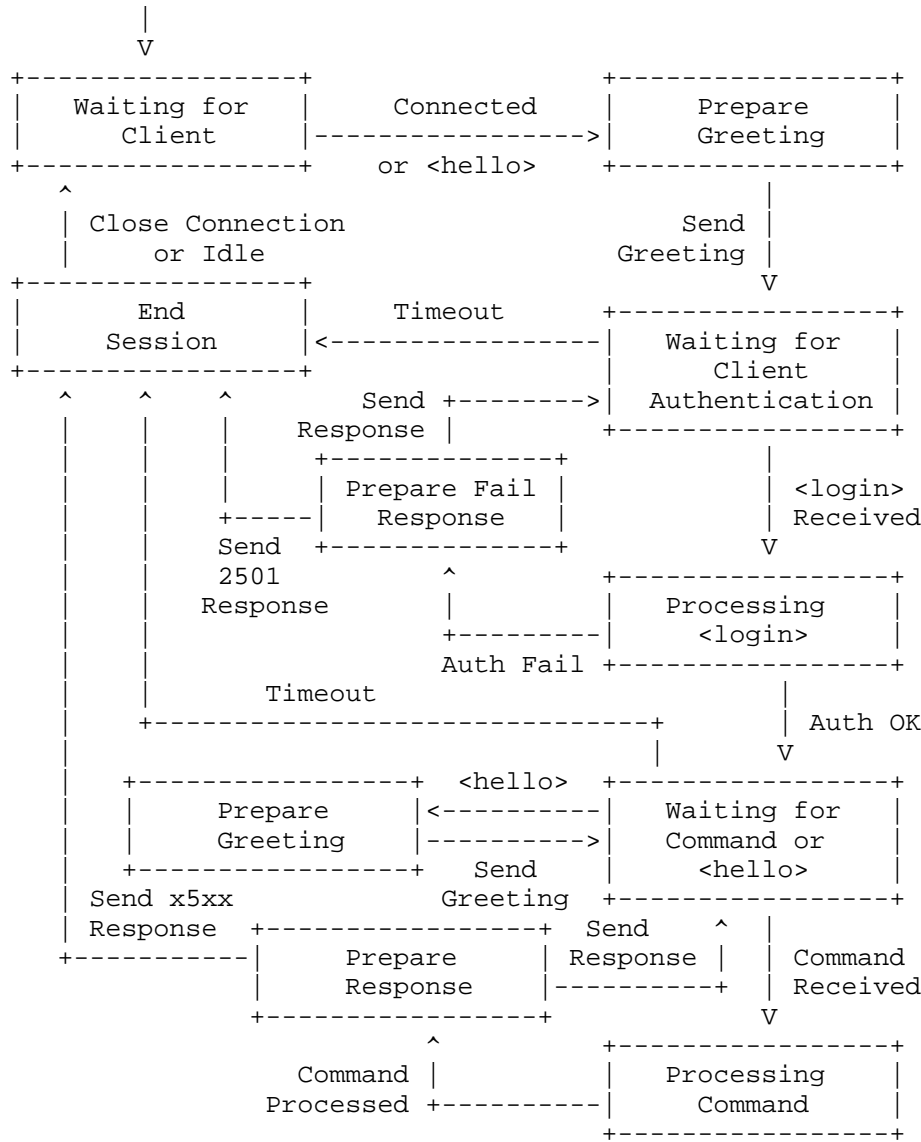 Waiting for Client
Connected or <hello>
Prepare Greeting
Close Connection or Idle
Send Greeting
End Session
Timeout
Waiting for Client Authentication
Send Response
Prepare Fail Response
<login> Received
Send 2501 Response
Processing <login>
Auth Fail
Timeout
Auth OK
<hello>
Prepare Greeting
Waiting for Command or <hello>
Send Greeting
Send x5xx Response
Prepare Response
Send Response
Command Received
Command Processed
Processing Command